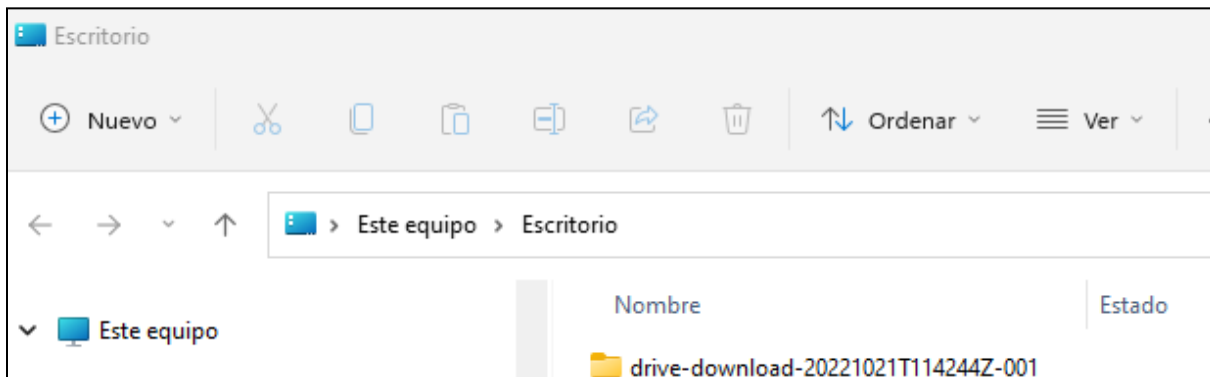 Escritorio
Nuevo Ordenar Ver
Este equipo > Escritorio
Nombre Estado
Este equipo
drive-download-20221021T114244Z-001